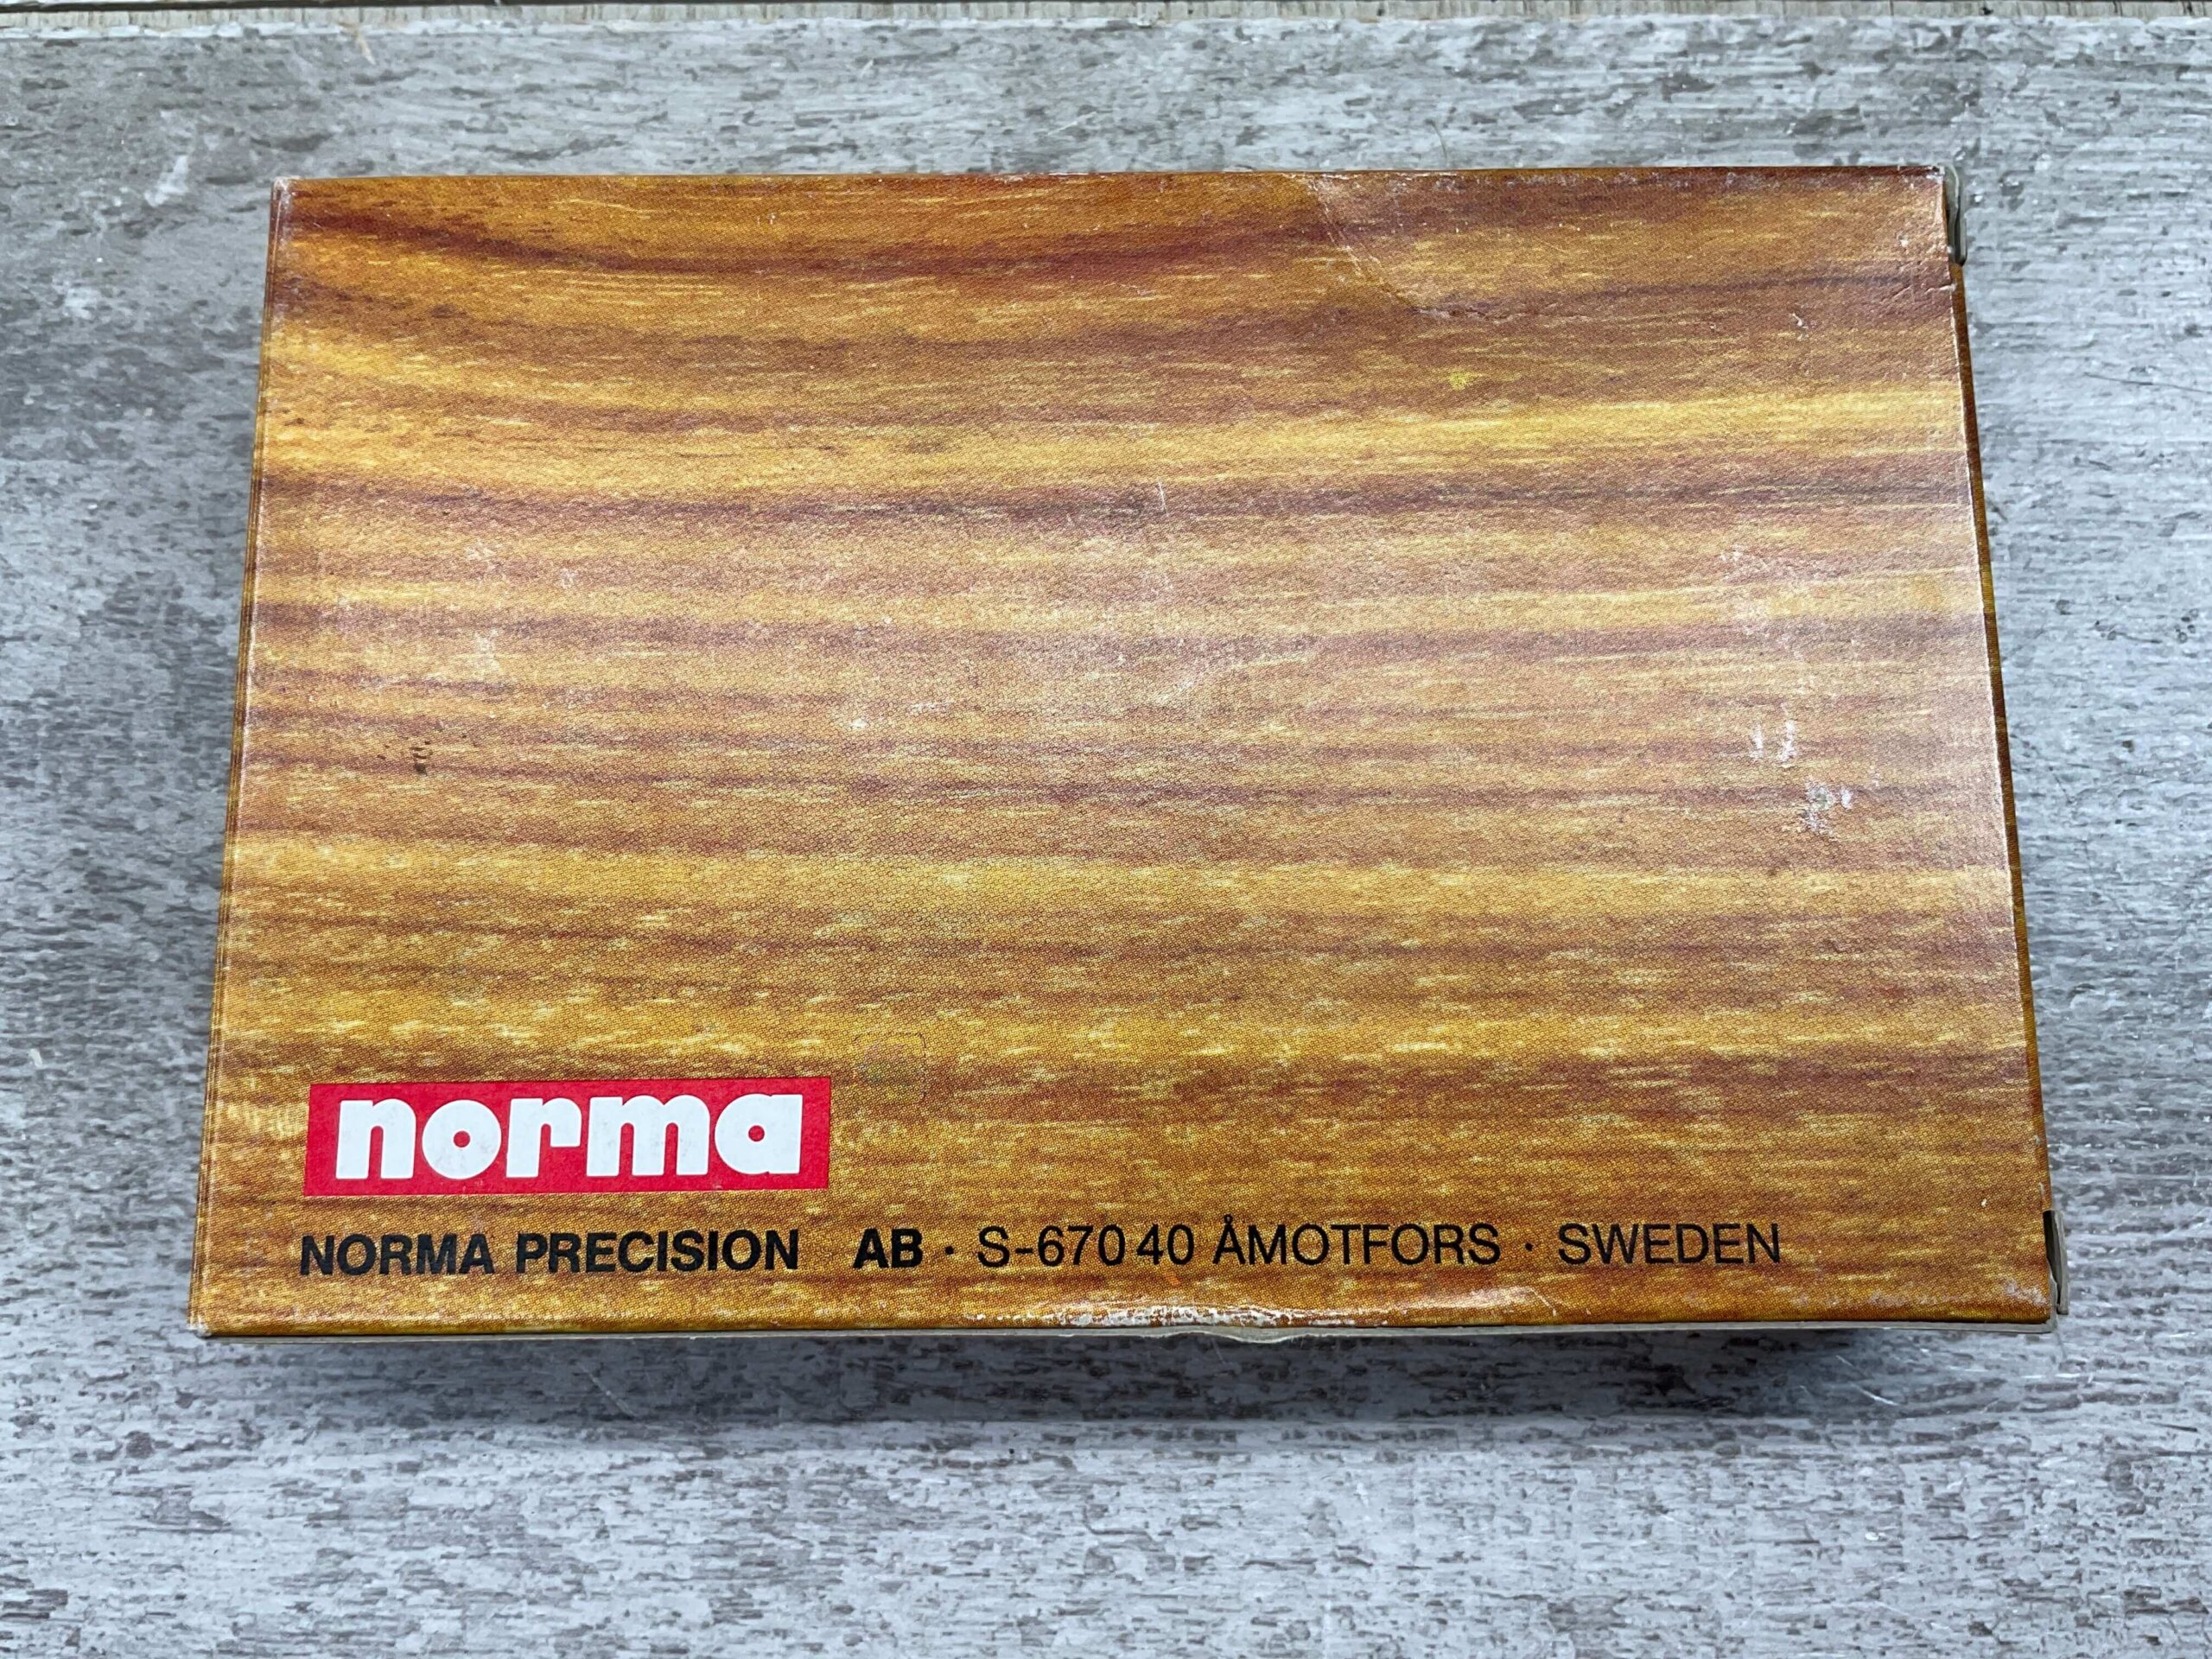 norma
NORMA PRECISION AB · S-670 40 ÅMOTFORS · SWEDEN